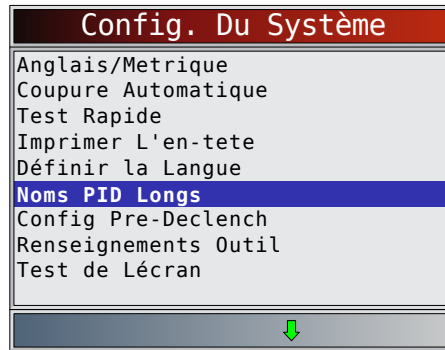 Config. Du Système
Anglais/Metrique
Coupure Automatique
Test Rapide
Imprimer L'en-tete
Définir la Langue
Noms PID Longs
Config Pre-Declench
Renseignements Outil
Test de Lécran